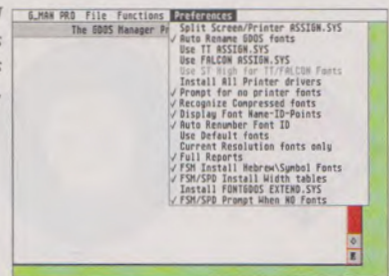 G_MAN PRO File Functions Preferences
The GDOS Manager Pr
Split Screen/Printer ASSIGN.SYS
✓ Auto Rename GDOS fonts
Use TT ASSIGN.SYS
Use FALCON ASSIGN.SYS
Use ST High for TT/FALCON Fonts
Install All Printer drivers
✓ Prompt for no printer fonts
✓ Recognize Compressed fonts
✓ Display Font Name-ID-Points
✓ Auto Renumber Font ID
Use Default fonts
Current Resolution fonts only
✓ Full Reports
✓ FSM Install Hebrew\Symbol Fonts
✓ FSM/SPD Install Width tables
Install FONTGDOS EXTEND.SYS
✓ FSM/SPD Prompt When NO Fonts